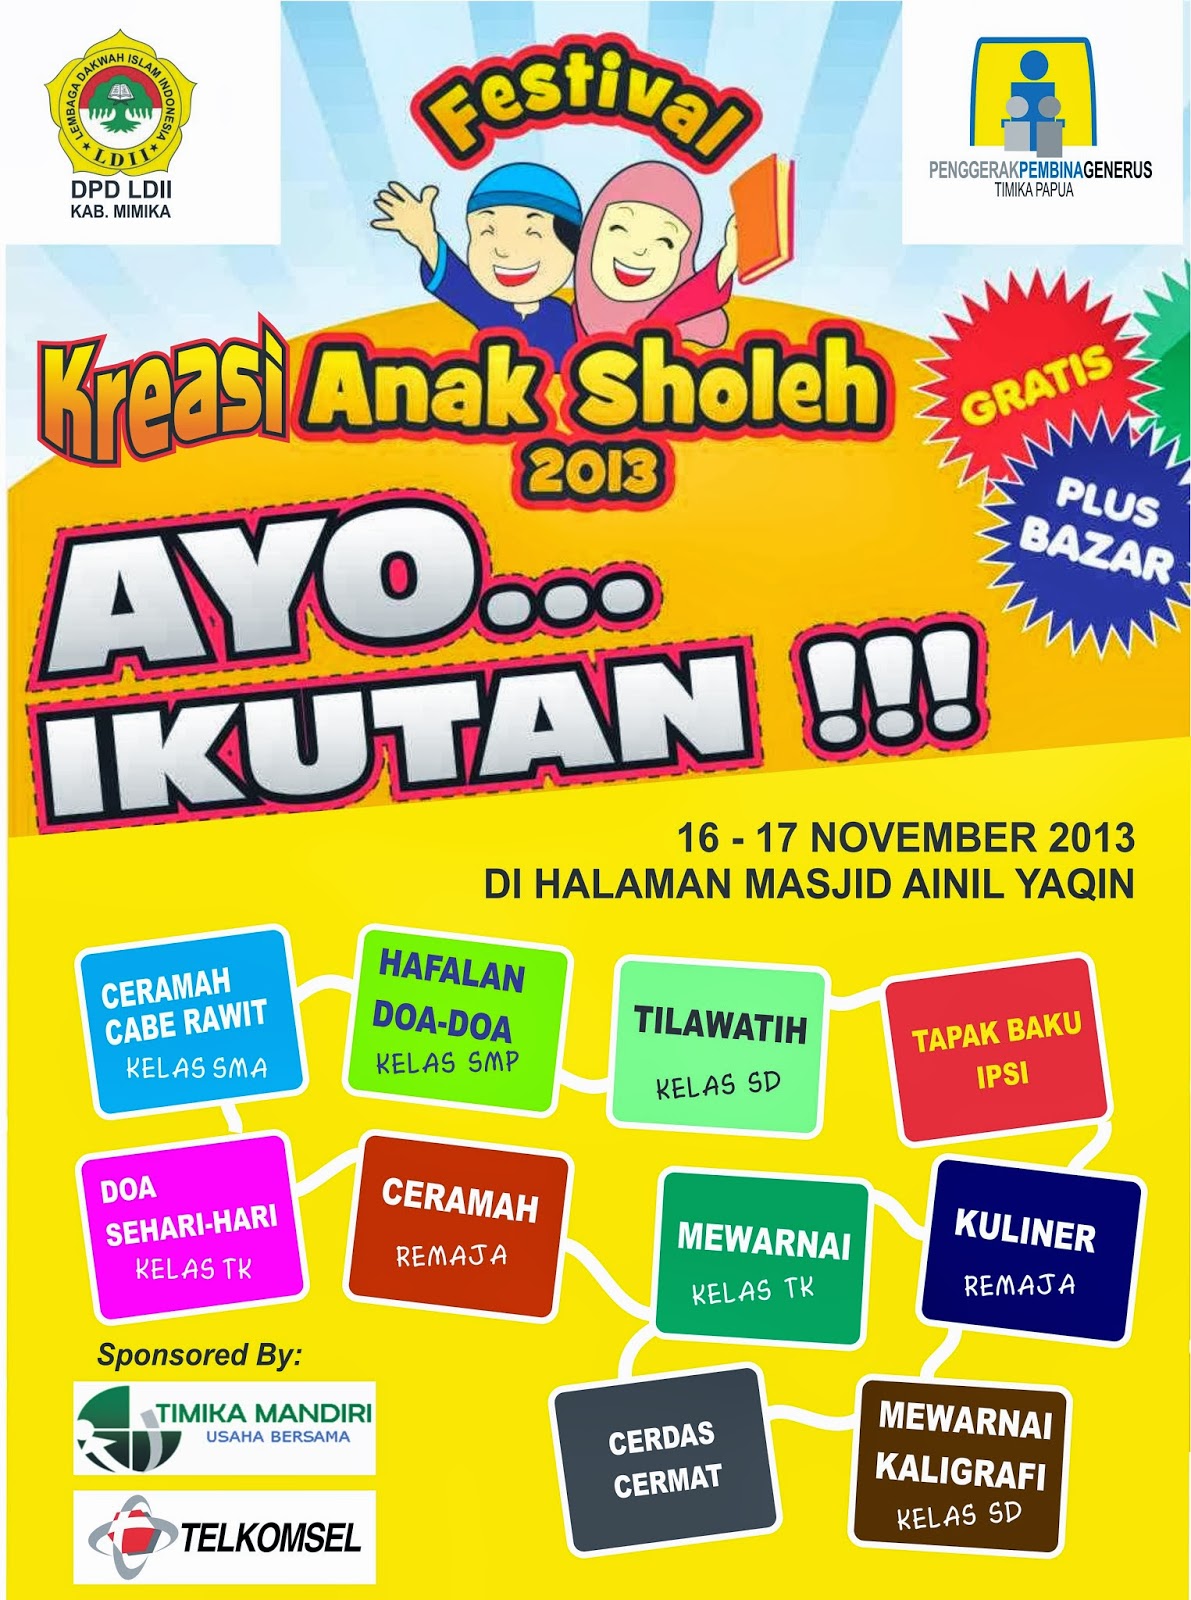 LEMBAGA DAKWAH ISLAM INDONESIA
LDII
DPD LDII
KAB. MIMIKA
Festival
PENGGERAKPEMBINAGENERUS
TIMIKA PAPUA
Kreasi Anak Sholeh
2013
GRATIS
PLUS
BAZAR
AYO...
IKUTAN !!!
16 - 17 NOVEMBER 2013
DI HALAMAN MASJID AINIL YAQIN
CERAMAH
CABE RAWIT
KELAS SMA
HAFALAN
DOA-DOA
KELAS SMP
TILAWATIH
KELAS SD
TAPAK BAKU
IPSI
DOA
SEHARI-HARI
KELAS TK
CERAMAH
REMAJA
MEWARNAI
KELAS TK
KULINER
REMAJA
CERDAS
CERMAT
MEWARNAI
KALIGRAFI
KELAS SD
Sponsored By:
TIMIKA MANDIRI
USAHA BERSAMA
TELKOMSEL